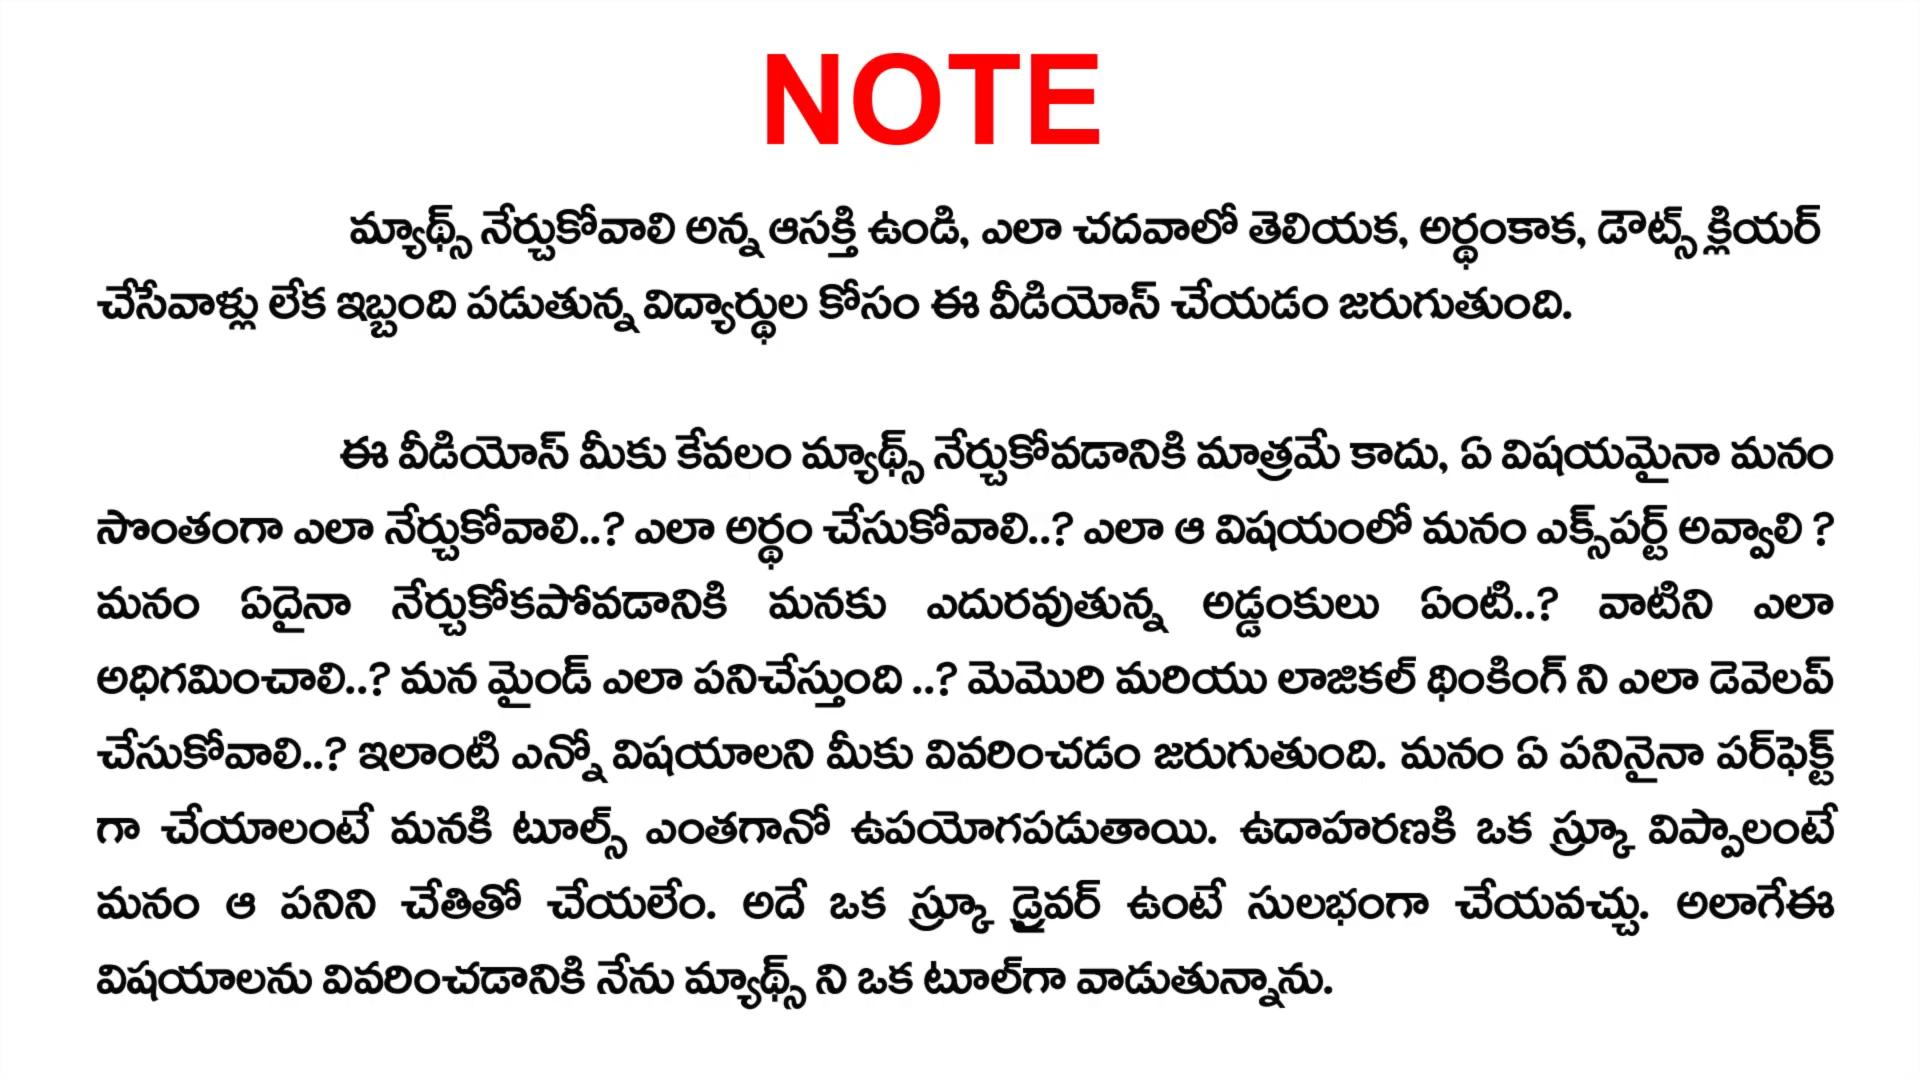 NOTE
మ్యాథ్స్ నేర్చుకోవాలి అన్న ఆసక్తి ఉండి, ఎలా చదవాలో తెలియక, అర్థంకాక, డౌట్స్ క్లియర్
చేసేవాళ్లు లేక ఇబ్బంది పడుతున్న విద్యార్థుల కోసం ఈ వీడియోస్ చేయడం జరుగుతుంది.
ఈ వీడియోస్ మీకు కేవలం మ్యాథ్స్ నేర్చుకోవడానికి మాత్రమే కాదు, ఏ విషయమైనా మనం
సొంతంగా ఎలా నేర్చుకోవాలి..? ఎలా అర్థం చేసుకోవాలి..? ఎలా ఆ విషయంలో మనం ఎక్స్‌పర్ట్ అవ్వాలి ?
మనం ఏదైనా నేర్చుకోకపోవడానికి మనకు ఎదురవుతున్న అడ్డంకులు ఏంటి..? వాటిని ఎలా
అధిగమించాలి..? మన మైండ్ ఎలా పనిచేస్తుంది ..? మెమొరి మరియు లాజికల్ థింకింగ్ ని ఎలా డెవెలప్
చేసుకోవాలి..? ఇలాంటి ఎన్నో విషయాలని మీకు వివరించడం జరుగుతుంది. మనం ఏ పనినైనా పర్‌ఫెక్ట్
గా చేయాలంటే మనకి టూల్స్ ఎంతగానో ఉపయోగపడుతాయి. ఉదాహరణకి ఒక స్క్రూ విప్పాలంటే
మనం ఆ పనిని చేతితో చేయలేం. అదే ఒక స్క్రూ డ్రైవర్ ఉంటే సులభంగా చేయవచ్చు. అలాగేఈ
విషయాలను వివరించడానికి నేను మ్యాథ్స్ ని ఒక టూల్‌గా వాడుతున్నాను.